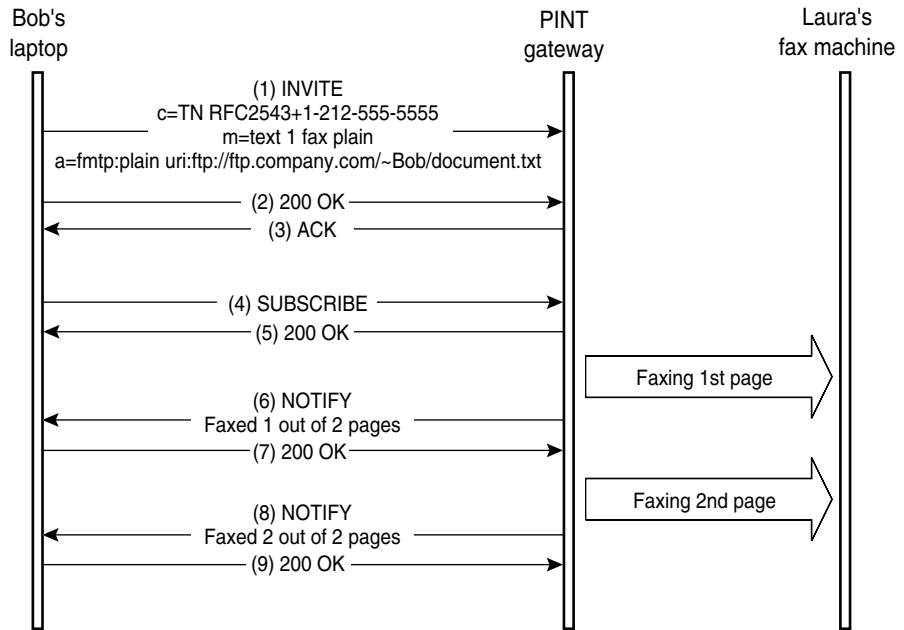 Bob's
laptop
PINT
gateway
Laura's
fax machine
(1) INVITE
c=TN RFC2543+1-212-555-5555
m=text 1 fax plain
a=fmtp:plain uri:ftp://ftp.company.com/~Bob/document.txt
(2) 200 OK
(3) ACK
(4) SUBSCRIBE
(5) 200 OK
Faxing 1st page
(6) NOTIFY
Faxed 1 out of 2 pages
(7) 200 OK
Faxing 2nd page
(8) NOTIFY
Faxed 2 out of 2 pages
(9) 200 OK